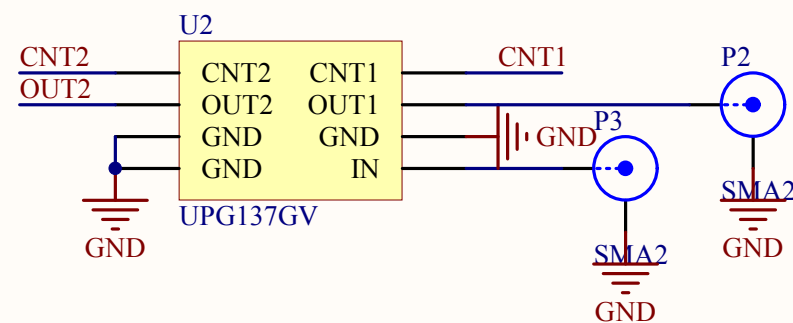 U2
P2
CNT2
CNT2
CNT1
CNT1
OUT2
OUT2
OUT1
GND
GND
GND
P3
GND
IN
UPG137GV
SMA2
GND
GND
SMA2
GND